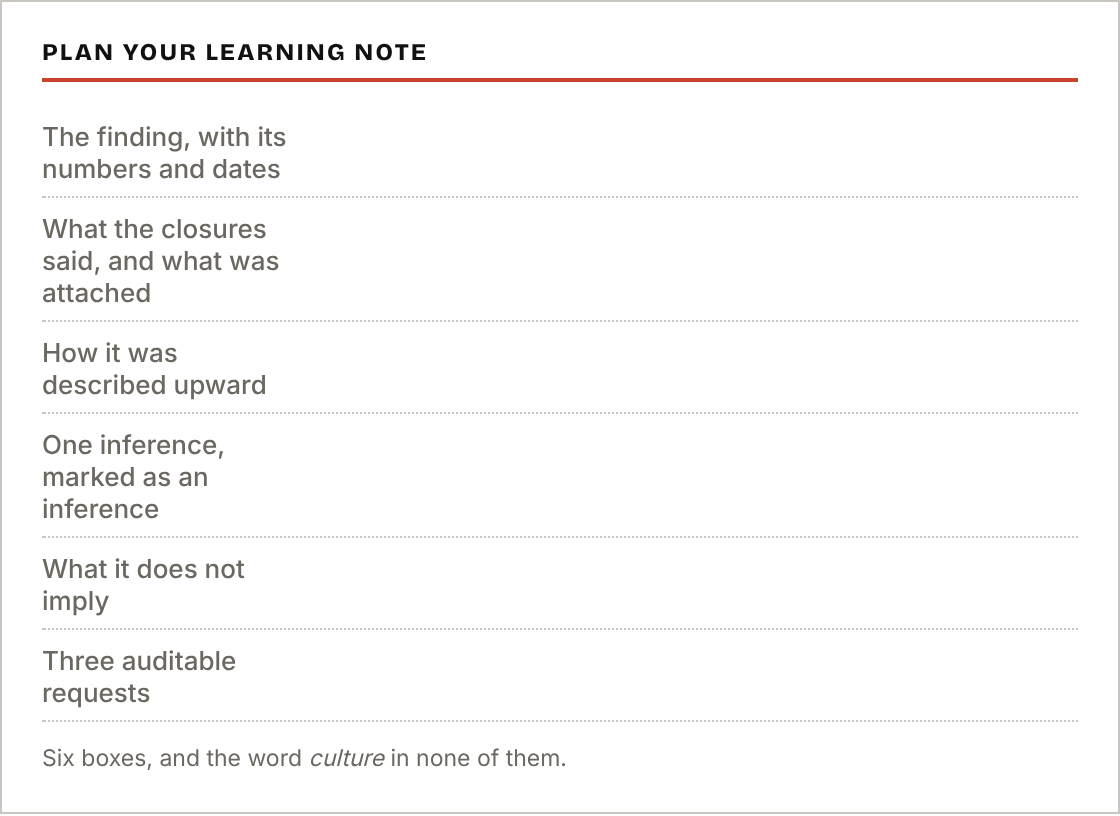 PLAN YOUR LEARNING NOTE
The finding, with its
numbers and dates
What the closures
said, and what was
attached
How it was
described upward
One inference,
marked as an
inference
What it does not
imply
Three auditable
requests
Six boxes, and the word culture in none of them.